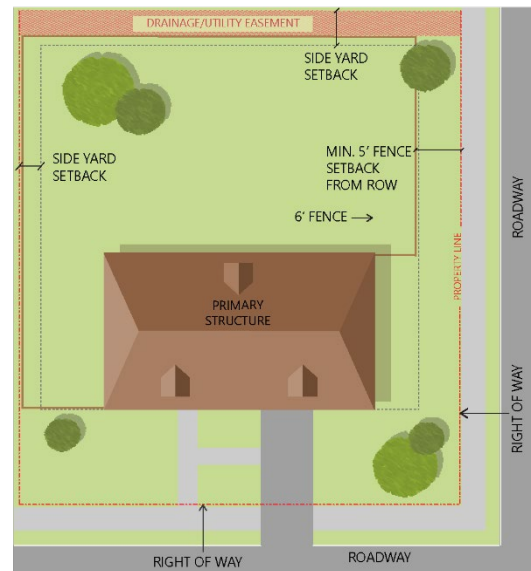 DRAINAGE/UTILITY EASEMENT
SIDE YARD
SETBACK
SIDE YARD
SETBACK
MIN. 5' FENCE
SETBACK
FROM ROW
6' FENCE
PRIMARY
STRUCTURE
PROPERTY LINE
ROADWAY
RIGHT OF WAY
RIGHT OF WAY
ROADWAY